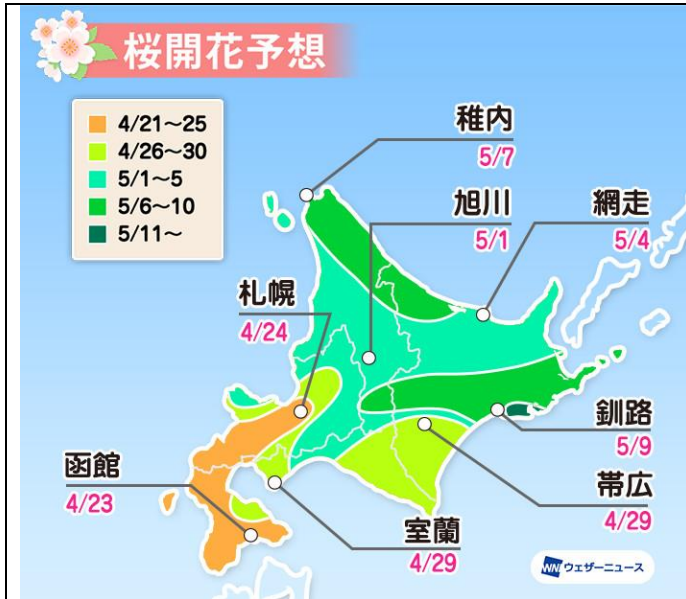 桜開花予想
4/21～25
4/26～30
5/1～5
5/6～10
5/11～
稚内
5/7
旭川
5/1
網走
5/4
札幌
4/24
釧路
5/9
函館
4/23
帯広
4/29
室蘭
4/29
WN ウェザーニュース